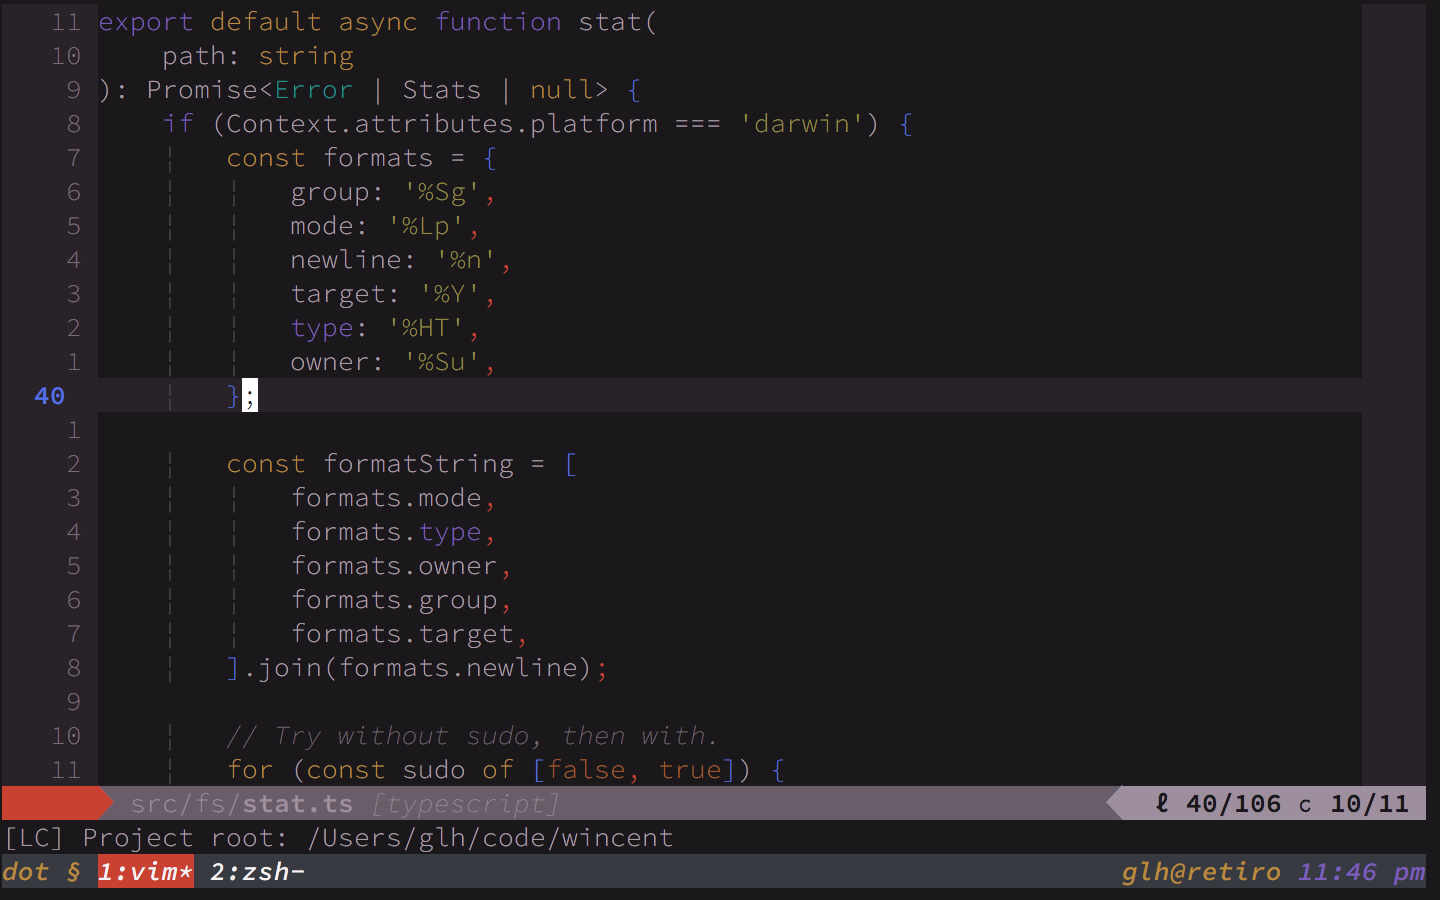 11 export default async function stat(
10     path: string
9 ): Promise<Error | Stats | null> {
8     if (Context.attributes.platform === 'darwin') {
7     ¦   const formats = {
6     ¦   ¦   group: '%Sg',
5     ¦   ¦   mode: '%Lp',
4     ¦   ¦   newline: '%n',
3     ¦   ¦   target: '%Y',
2     ¦   ¦   type: '%HT',
1     ¦   ¦   owner: '%Su',
40     ¦   };
1
2     ¦   const formatString = [
3     ¦   ¦   formats.mode,
4     ¦   ¦   formats.type,
5     ¦   ¦   formats.owner,
6     ¦   ¦   formats.group,
7     ¦   ¦   formats.target,
8     ¦   ].join(formats.newline);
9
10     ¦   // Try without sudo, then with.
11     ¦   for (const sudo of [false, true]) {
src/fs/stat.ts [typescript] ℓ 40/106 c 10/11
[LC] Project root: /Users/glh/code/wincent
dot § 1:vim* 2:zsh- glh@retiro 11:46 pm